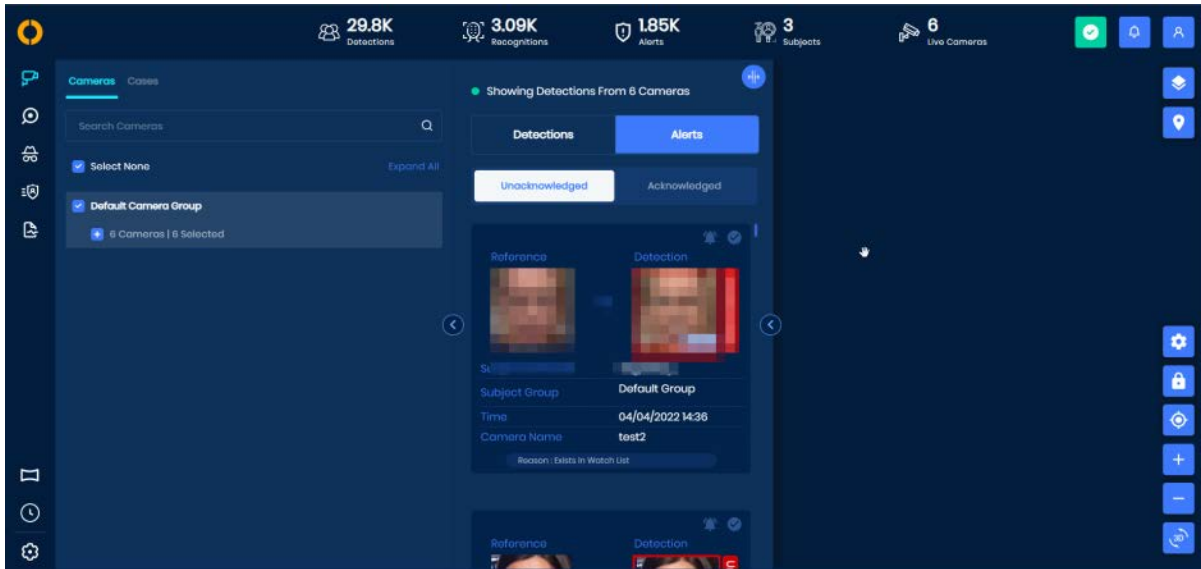 29.8K
Detections
3.09K
Recognitions
1.85K
Alerts
3
Subjects
6
Live Cameras
Cameras Cases
Search Cameras
Select None Expand All
Default Camera Group
6 Cameras | 6 Selected
Showing Detections From 6 Cameras
Detections Alerts
Unacknowledged Acknowledged
Reference Detection
Subject Group Default Group
Time 04/04/2022 14:36
Camera Name test2
Reason : Exists In Watch List
Reference Detection
3D